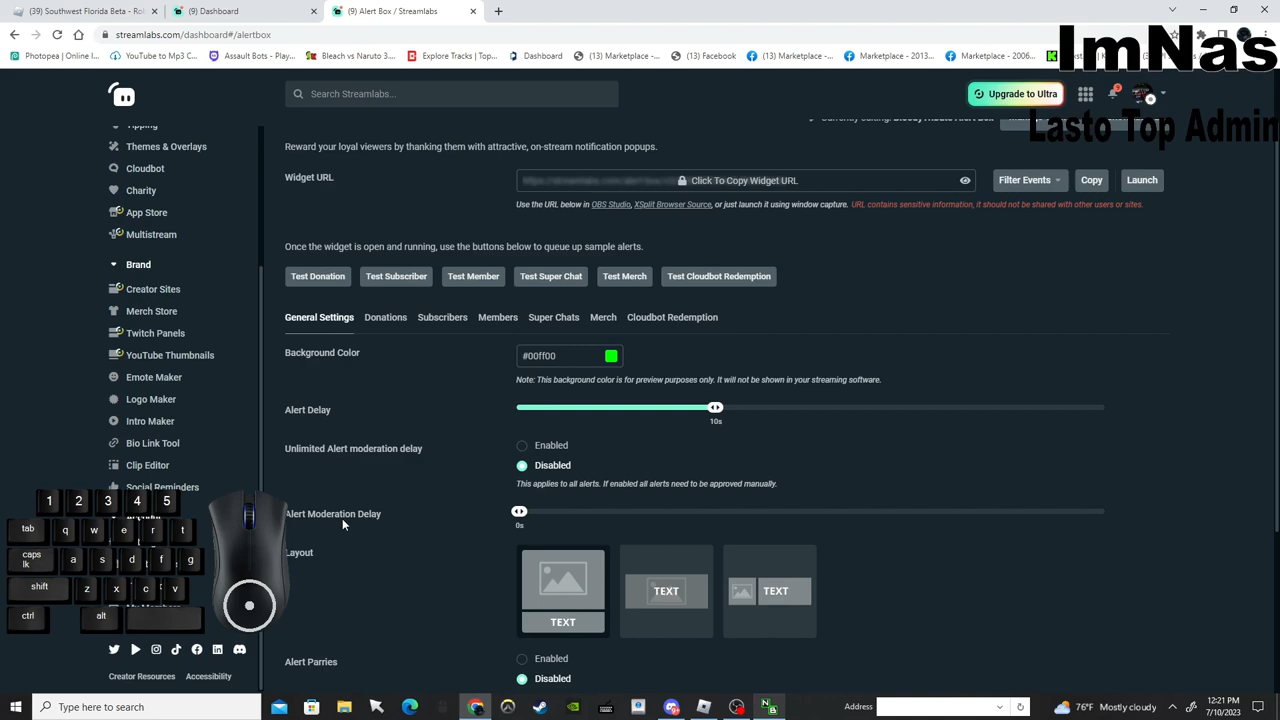 (39) Southwest Florida - Rob
(9) Dashboard
(9) Alert Box / Streamlabs
streamlabs.com/dashboard#/alertbox
Photopea | Online I
YouTube to Mp3 C
Assault Bots - Twitch
Bleach vs Naruto 3
Explore Tracks | Top
Dashboard
(13) Marketplace -
(13) Facebook
(13) Marketplace -
Marketplace - 2013
Marketplace - 2006
ImNas
Lasto Top Admin
Search Streamlabs...
Upgrade to Ultra
Tipping
Themes & Overlays
Cloudbot
Charity
App Store
Multistream
Brand
Creator Sites
Merch Store
Twitch Panels
YouTube Thumbnails
Emote Maker
Logo Maker
Intro Maker
Bio Link Tool
Clip Editor
Social Reminders
Creator Resources
Accessibility
Reward your loyal viewers by thanking them with attractive, on-stream notification popups.
Widget URL
Click To Copy Widget URL
Filter Events
Copy
Launch
Use the URL below in OBS Studio, XSplit Browser Source, or just launch it using window capture. URL contains sensitive information, it should not be shared with other users or sites.
Once the widget is open and running, use the buttons below to queue up sample alerts.
Test Donation
Test Subscriber
Test Member
Test Super Chat
Test Merch
Test Cloudbot Redemption
General Settings
Donations
Subscribers
Members
Super Chats
Merch
Cloudbot Redemption
Background Color
#00ff00
Note: This background color is for preview purposes only. It will not be shown in your streaming software.
Alert Delay
10s
Unlimited Alert moderation delay
Enabled
Disabled
This applies to all alerts. If enabled all alerts need to be approved manually.
Alert Moderation Delay
0s
Layout
TEXT
TEXT
TEXT
Alert Parries
Enabled
Disabled
1 2 3 4 5
tab q w e r t
caps lk a s d f g
shift z x c v
ctrl alt
Type here to search
Address
76°F Mostly cloudy
12:21 PM
7/10/2023